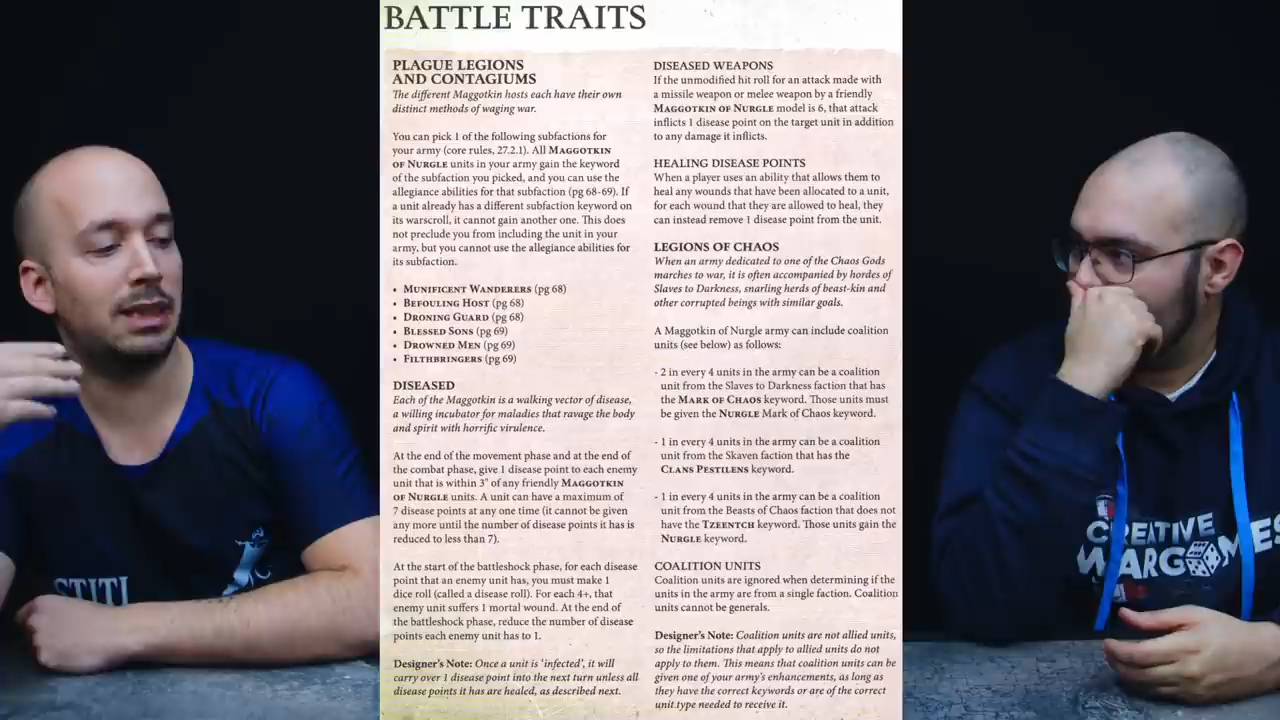 BATTLE TRAITS
PLAGUE LEGIONS
AND CONTAGIUMS
The different Maggotkin hosts each have their own
distinct methods of waging war.
You can pick 1 of the following subfactions for
your army (core rules, 27.2.1). All MAGGOTKIN
OF NURGLE units in your army gain the keyword
of the subfaction you picked, and you can use the
allegiance abilities for that subfaction (pg 68-69). If
a unit already has a different subfaction keyword on
its warscroll, it cannot gain another one. This does
not preclude you from including the unit in your
army, but you cannot use the allegiance abilities for
its subfaction.
• MUNIFICENT WANDERERS (pg 68)
• BEFOULING HOST (pg 68)
• DRONING GUARD (pg 68)
• BLESSED SONS (pg 69)
• DROWNED MEN (pg 69)
• FILTHBRINGERS (pg 69)
DISEASED
Each of the Maggotkin is a walking vector of disease,
a willing incubator for maladies that ravage the body
and spirit with horrific virulence.
At the end of the movement phase and at the end of
the combat phase, give 1 disease point to each enemy
unit that is within 3" of any friendly MAGGOTKIN
OF NURGLE units. A unit can have a maximum of
7 disease points at any one time (it cannot be given
any more until the number of disease points it has is
reduced to less than 7).
At the start of the battleshock phase, for each disease
point that an enemy unit has, you must make 1
dice roll (called a disease roll). For each 4+, that
enemy unit suffers 1 mortal wound. At the end of
the battleshock phase, reduce the number of disease
points each enemy unit has to 1.
Designer's Note: Once a unit is 'infected', it will
carry over 1 disease point into the next turn unless all
disease points it has are healed, as described next.
DISEASED WEAPONS
If the unmodified hit roll for an attack made with
a missile weapon or melee weapon by a friendly
MAGGOTKIN OF NURGLE model is 6, that attack
inflicts 1 disease point on the target unit in addition
to any damage it inflicts.
HEALING DISEASE POINTS
When a player uses an ability that allows them to
heal any wounds that have been allocated to a unit,
for each wound that they are allowed to heal, they
can instead remove 1 disease point from the unit.
LEGIONS OF CHAOS
When an army dedicated to one of the Chaos Gods
marches to war, it is often accompanied by hordes of
Slaves to Darkness, snarling herds of beast-kin and
other corrupted beings with similar goals.
A Maggotkin of Nurgle army can include coalition
units (see below) as follows:
- 2 in every 4 units in the army can be a coalition
unit from the Slaves to Darkness faction that has
the MARK OF CHAOS keyword. Those units must
be given the NURGLE Mark of Chaos keyword.
- 1 in every 4 units in the army can be a coalition
unit from the Skaven faction that has the
CLANS PESTILENS keyword.
- 1 in every 4 units in the army can be a coalition
unit from the Beasts of Chaos faction that does not
have the TZEENTCH keyword. Those units gain the
NURGLE keyword.
COALITION UNITS
Coalition units are ignored when determining if the
units in the army are from a single faction. Coalition
units cannot be generals.
Designer's Note: Coalition units are not allied units,
so the limitations that apply to allied units do not
apply to them. This means that coalition units can be
given one of your army's enhancements, as long as
they have the correct keywords or are of the correct
unit type needed to receive it.
STITI
CREATIVE
WARGAMES